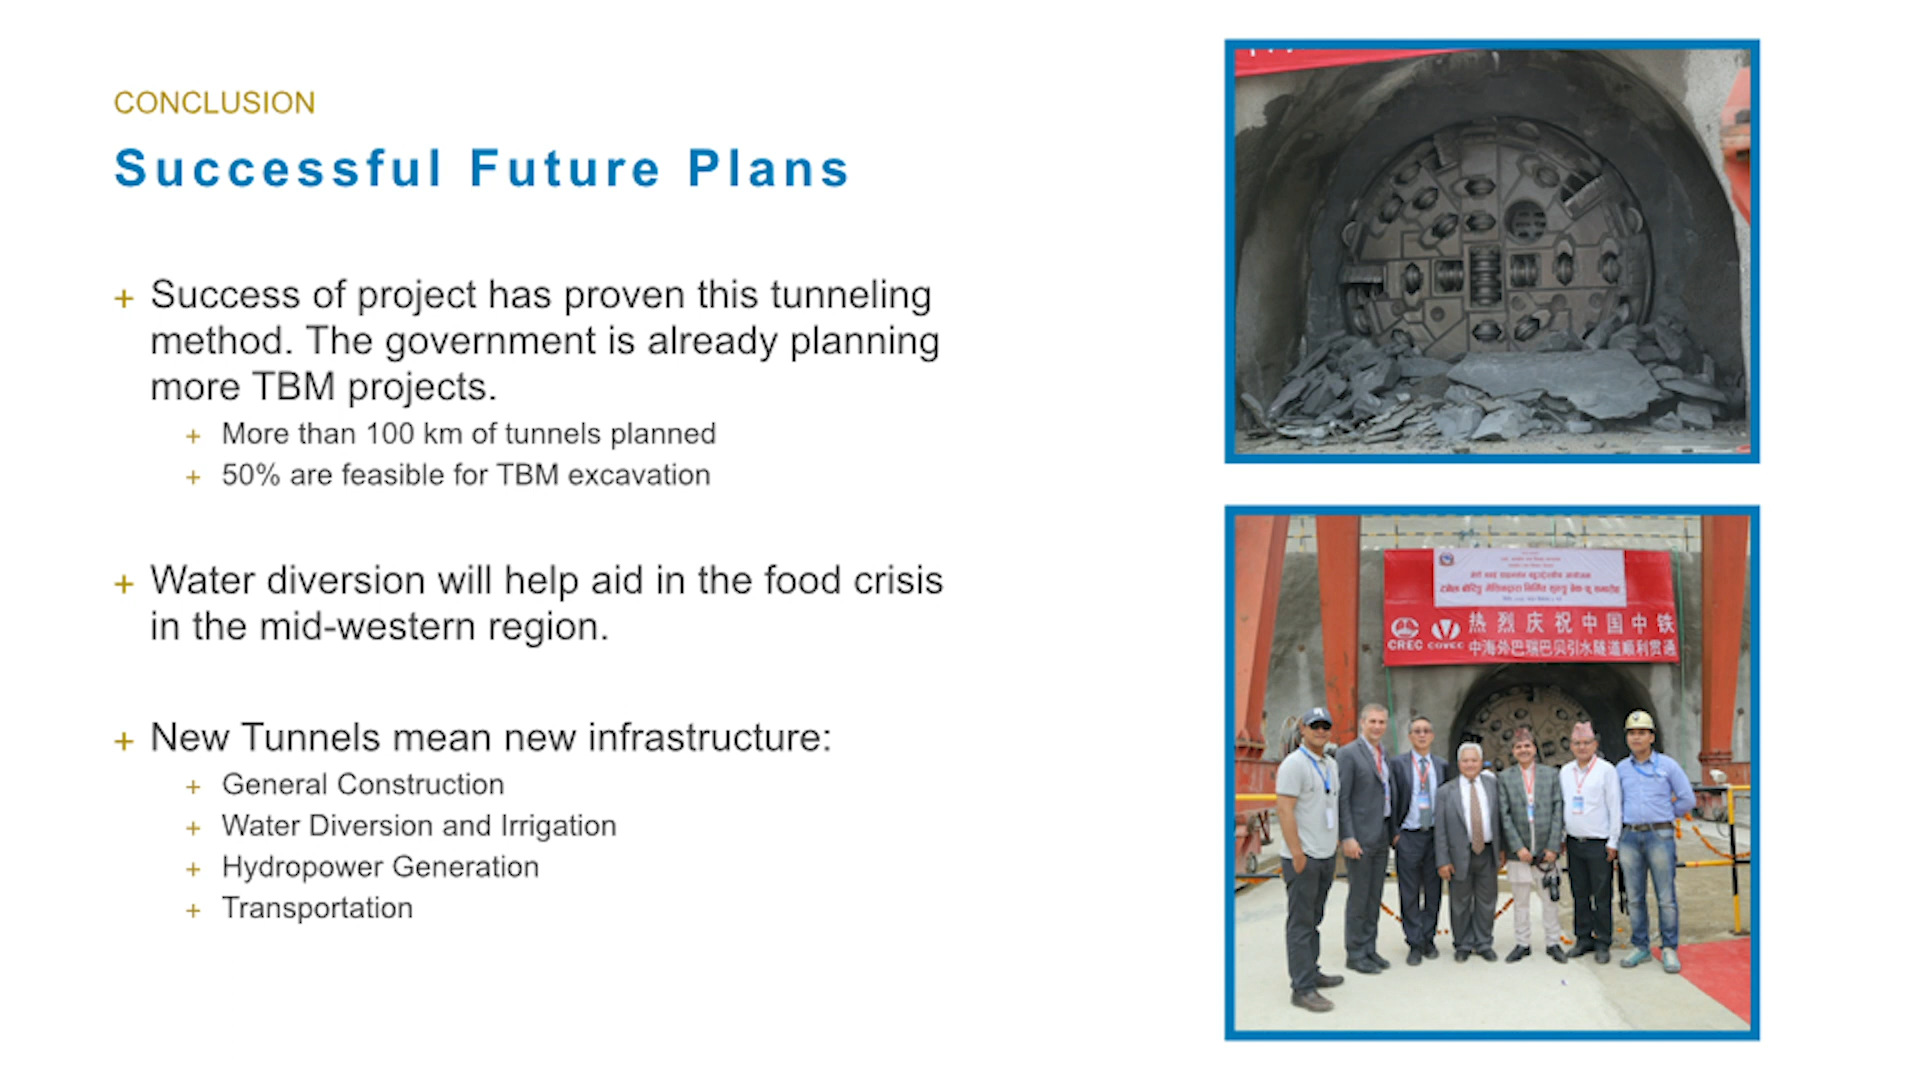 CONCLUSION
Successful Future Plans
+ Success of project has proven this tunneling
method. The government is already planning
more TBM projects.
+ More than 100 km of tunnels planned
+ 50% are feasible for TBM excavation
+ Water diversion will help aid in the food crisis
in the mid-western region.
+ New Tunnels mean new infrastructure:
+ General Construction
+ Water Diversion and Irrigation
+ Hydropower Generation
+ Transportation
热烈庆祝中国中铁
CREC COVEC 中海外巴瑞巴贝引水隧道顺利贯通